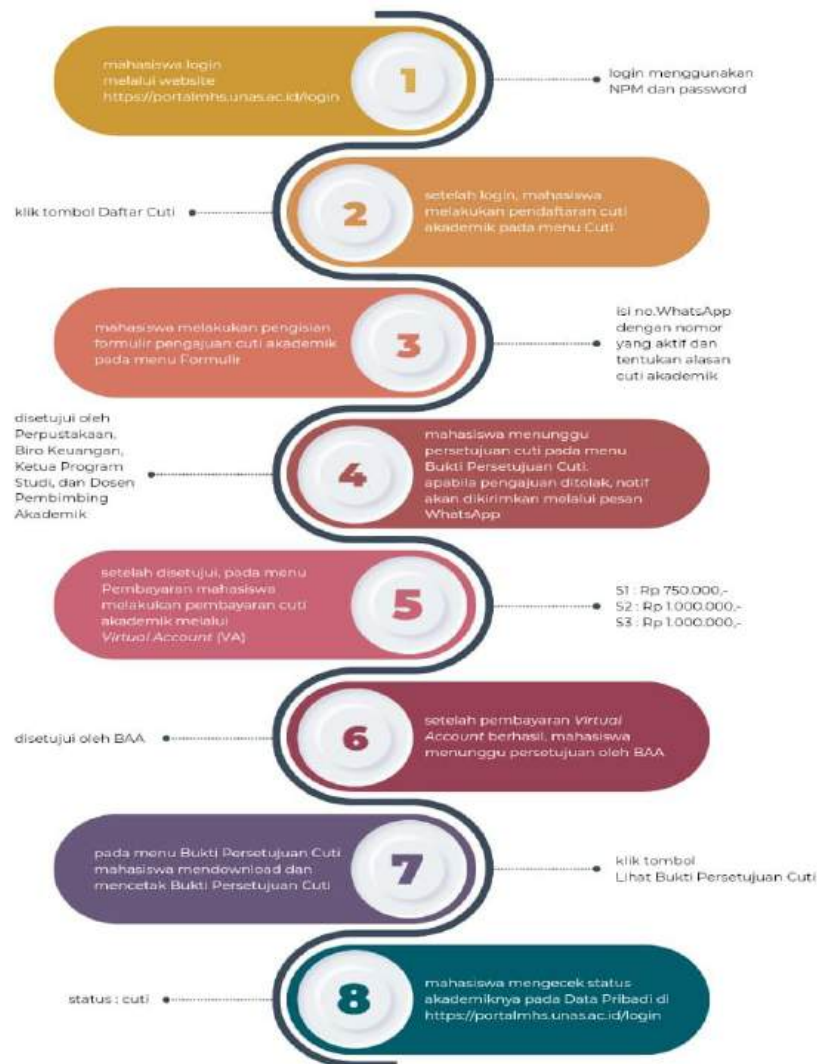 mahasiswa login
melalui website
https://portalmhs.unas.ac.id/login
1
login menggunakan
NPM dan password
klik tombol Daftar Cuti
2
setelah login, mahasiswa
melakukan pendaftaran cuti
akademik pada menu Cuti
mahasiswa melakukan pengisian
formulir pengajuan cuti akademik
pada menu Formulir
3
isi no.WhatsApp
dengan nomor
yang aktif dan
tentukan alasan
cuti akademik
disetujui oleh
Perpustakaan,
Biro Keuangan,
Ketua Program
Studi, dan Dosen
Pembimbing
Akademik
4
mahasiswa menunggu
persetujuan cuti pada menu
Bukti Persetujuan Cuti.
apabila pengajuan ditolak, notif
akan dikirimkan melalui pesan
WhatsApp
setelah disetujui, pada menu
Pembayaran mahasiswa
melakukan pembayaran cuti
akademik melalui
Virtual Account (VA)
5
S1 : Rp 750.000,-
S2 : Rp 1.000.000,-
S3 : Rp 1.000.000,-
disetujui oleh BAA
6
setelah pembayaran Virtual
Account berhasil, mahasiswa
menunggu persetujuan oleh BAA
pada menu Bukti Persetujuan Cuti
mahasiswa mendownload dan
mencetak Bukti Persetujuan Cuti
7
klik tombol
Lihat Bukti Persetujuan Cuti
status : cuti
8
mahasiswa mengecek status
akademiknya pada Data Pribadi di
https://portalmhs.unas.ac.id/login